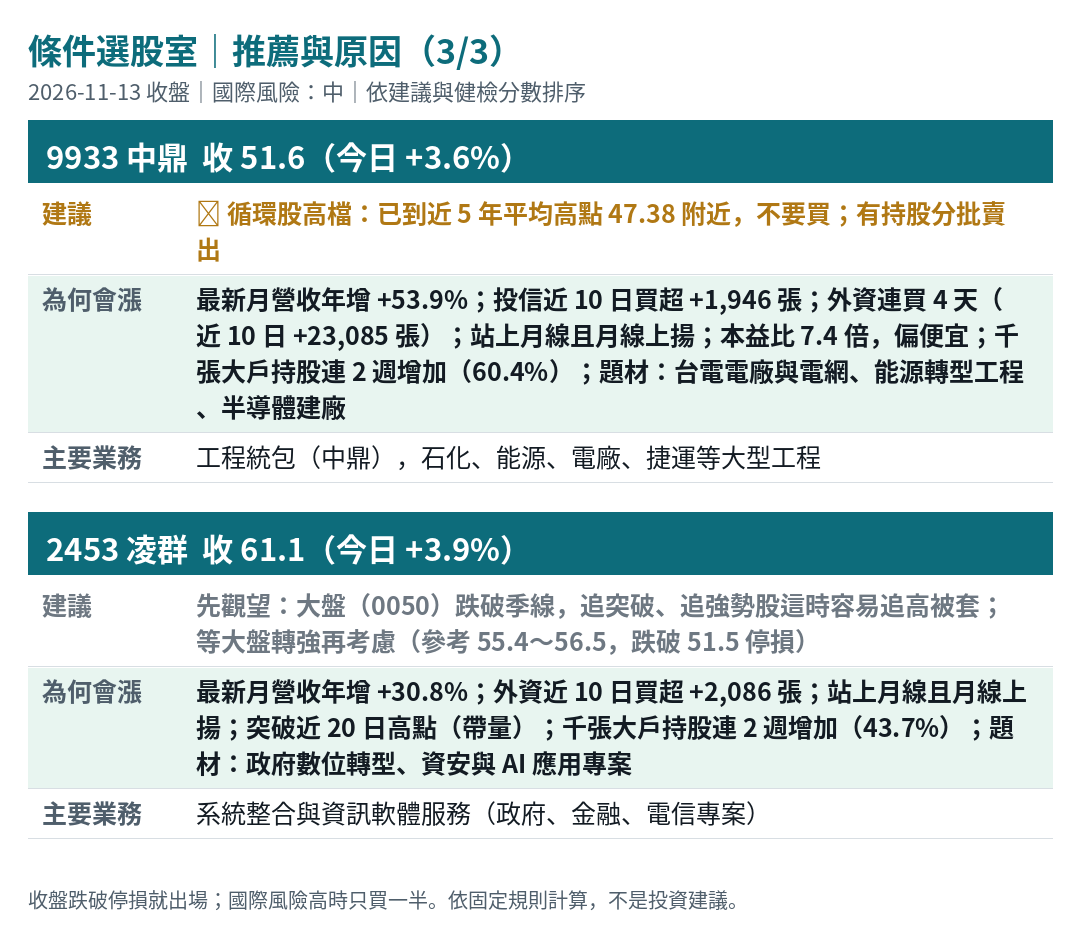 條件選股室｜推薦與原因（3/3）
2026-11-13 收盤｜國際風險：中｜依建議與健檢分數排序
9933 中鼎 收 51.6（今日 +3.6%）
建議
循環股高檔：已到近 5 年平均高點 47.38 附近，不要買；有持股分批賣
出
為何會漲
最新月營收年增 +53.9%；投信近 10 日買超 +1,946 張；外資連買 4 天（
近 10 日 +23,085 張）；站上月線且月線上揚；本益比 7.4 倍，偏便宜；千
張大戶持股連 2 週增加（60.4%）；題材：台電電廠與電網、能源轉型工程
、半導體建廠
主要業務
工程統包（中鼎），石化、能源、電廠、捷運等大型工程
2453 凌群 收 61.1（今日 +3.9%）
建議
先觀望：大盤（0050）跌破季線，追突破、追強勢股這時容易追高被套；
等大盤轉強再考慮（參考 55.4～56.5，跌破 51.5 停損）
為何會漲
最新月營收年增 +30.8%；外資近 10 日買超 +2,086 張；站上月線且月線上
揚；突破近 20 日高點（帶量）；千張大戶持股連 2 週增加（43.7%）；題
材：政府數位轉型、資安與 AI 應用專案
主要業務
系統整合與資訊軟體服務（政府、金融、電信專案）
收盤跌破停損就出場；國際風險高時只買一半。依固定規則計算，不是投資建議。